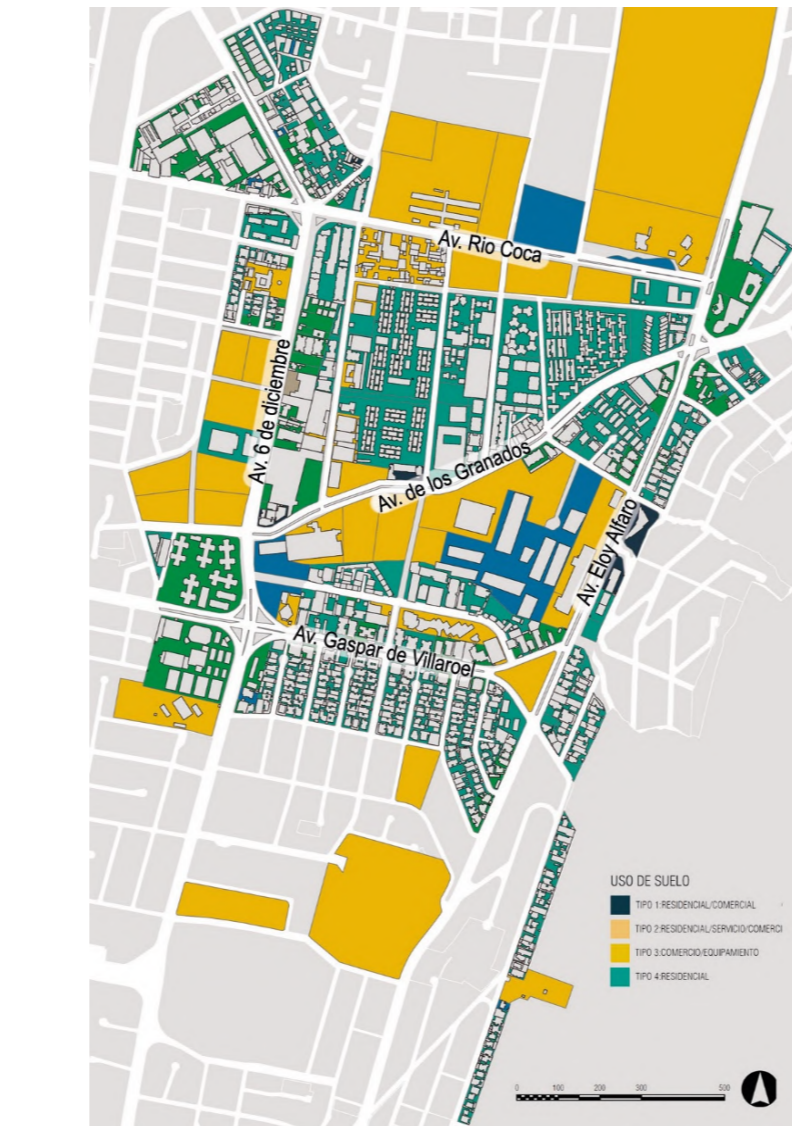 Av. Rio Coca
Av. 6 de diciembre
Av. de los Granados
Av. Eloy Alfaro
Av. Gaspar de Villaroel
USO DE SUELO
TIPO 1:RESIDENCIAL/COMERCIAL
TIPO 2:RESIDENCIAL/SERVICIO/COMERCI
TIPO 3:COMERCIO/EQUIPAMIENTO
TIPO 4:RESIDENCIAL
0 100 200 300 500